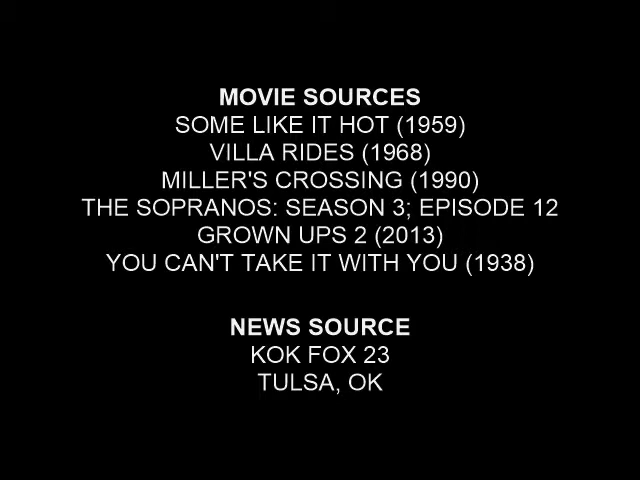 MOVIE SOURCES
SOME LIKE IT HOT (1959)
VILLA RIDES (1968)
MILLER'S CROSSING (1990)
THE SOPRANOS: SEASON 3; EPISODE 12
GROWN UPS 2 (2013)
YOU CAN'T TAKE IT WITH YOU (1938)
NEWS SOURCE
KOK FOX 23
TULSA, OK